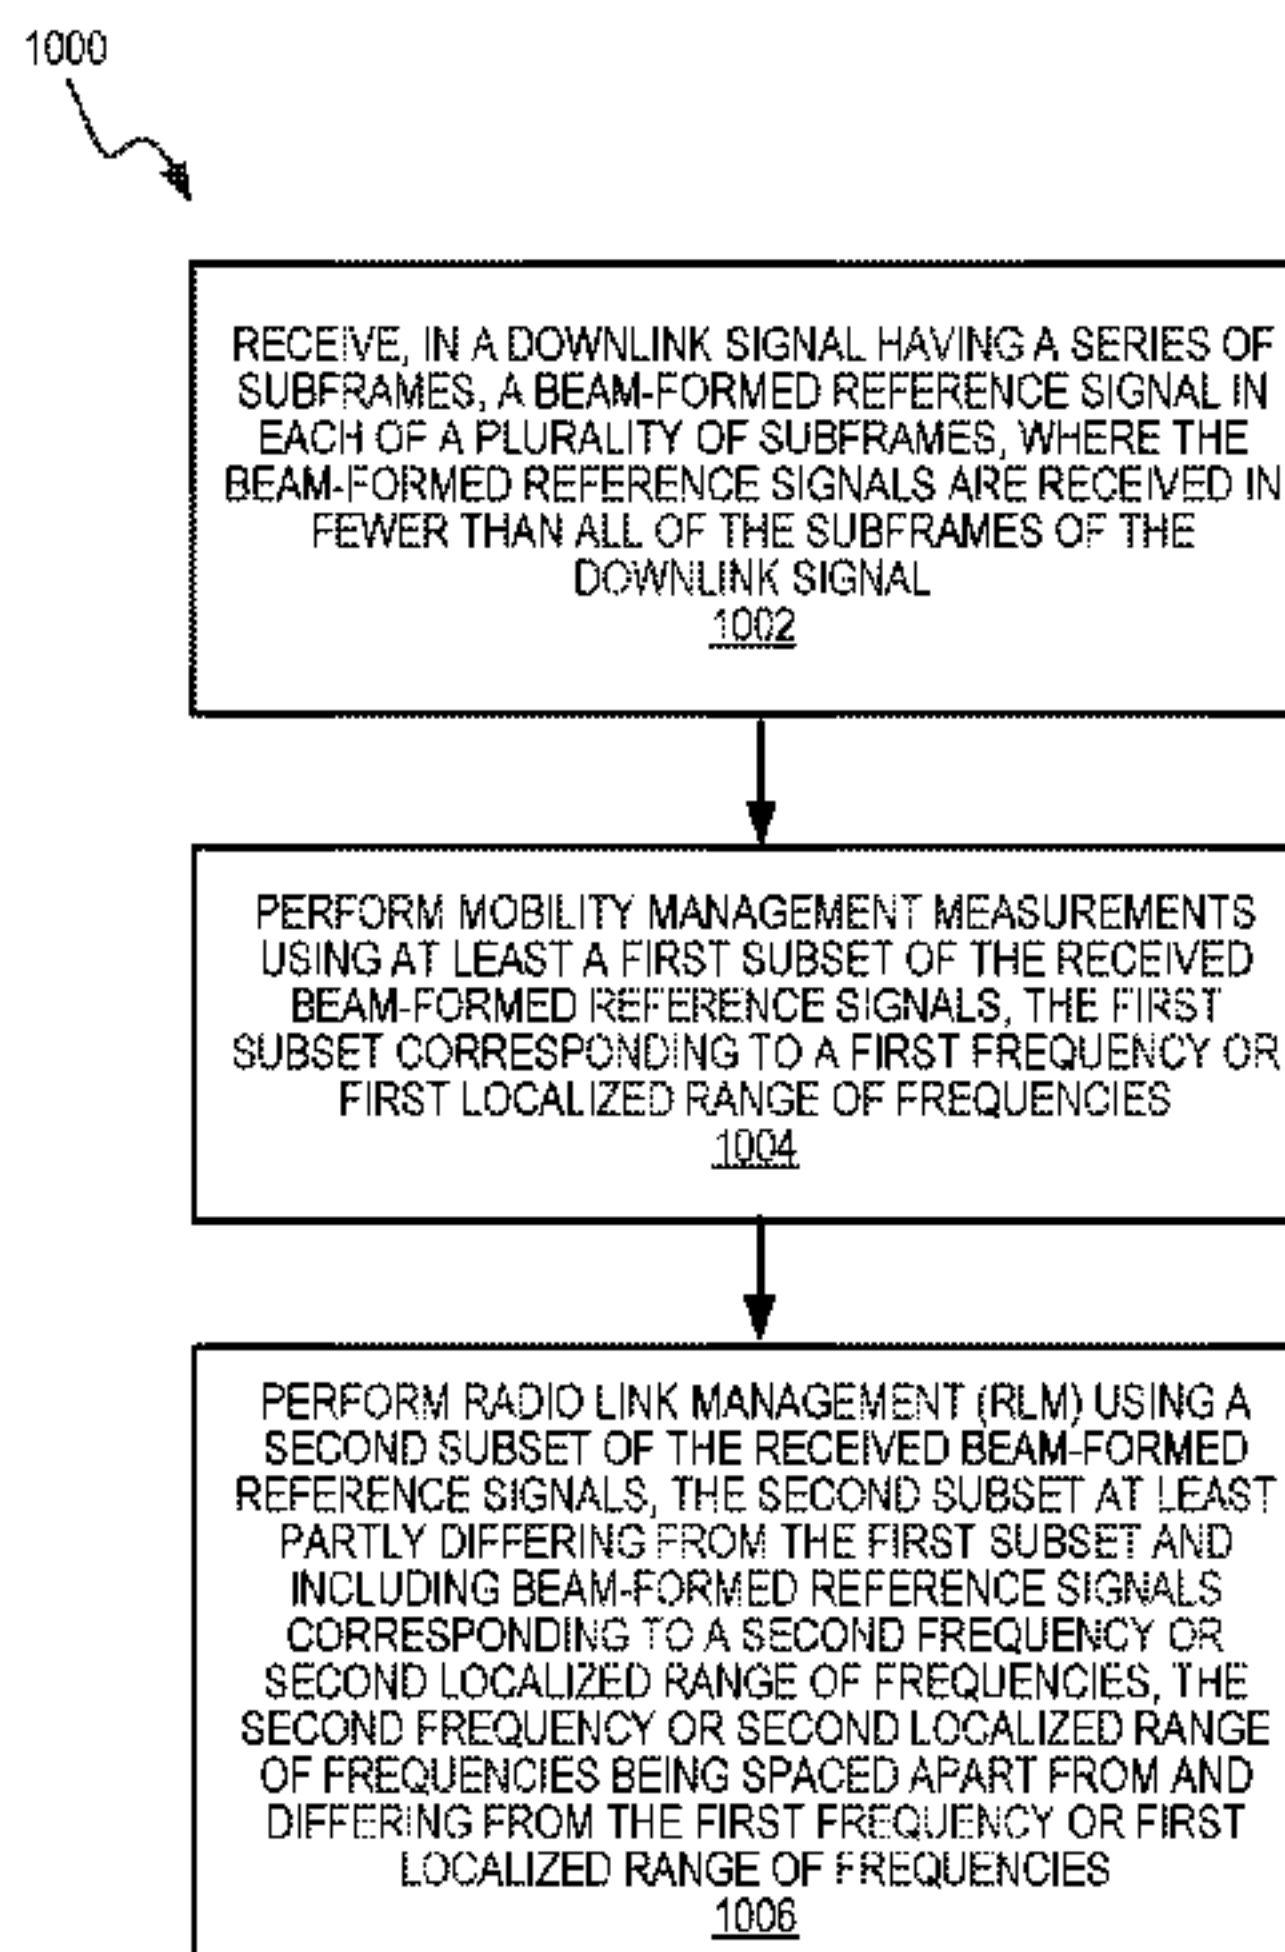 1000
RECEIVE, IN A DOWNLINK SIGNAL HAVING A SERIES OF
SUBFRAMES, A BEAM-FORMED REFERENCE SIGNAL IN
EACH OF A PLURALITY OF SUBFRAMES, WHERE THE
BEAM-FORMED REFERENCE SIGNALS ARE RECEIVED IN
FEWER THAN ALL OF THE SUBFRAMES OF THE
DOWNLINK SIGNAL
1002
PERFORM MOBILITY MANAGEMENT MEASUREMENTS
USING AT LEAST A FIRST SUBSET OF THE RECEIVED
BEAM-FORMED REFERENCE SIGNALS, THE FIRST
SUBSET CORRESPONDING TO A FIRST FREQUENCY OR
FIRST LOCALIZED RANGE OF FREQUENCIES
1004
PERFORM RADIO LINK MANAGEMENT (RLM) USING A
SECOND SUBSET OF THE RECEIVED BEAM-FORMED
REFERENCE SIGNALS, THE SECOND SUBSET AT LEAST
PARTLY DIFFERING FROM THE FIRST SUBSET AND
INCLUDING BEAM-FORMED REFERENCE SIGNALS
CORRESPONDING TO A SECOND FREQUENCY OR
SECOND LOCALIZED RANGE OF FREQUENCIES, THE
SECOND FREQUENCY OR SECOND LOCALIZED RANGE
OF FREQUENCIES BEING SPACED APART FROM AND
DIFFERING FROM THE FIRST FREQUENCY OR FIRST
LOCALIZED RANGE OF FREQUENCIES
1006